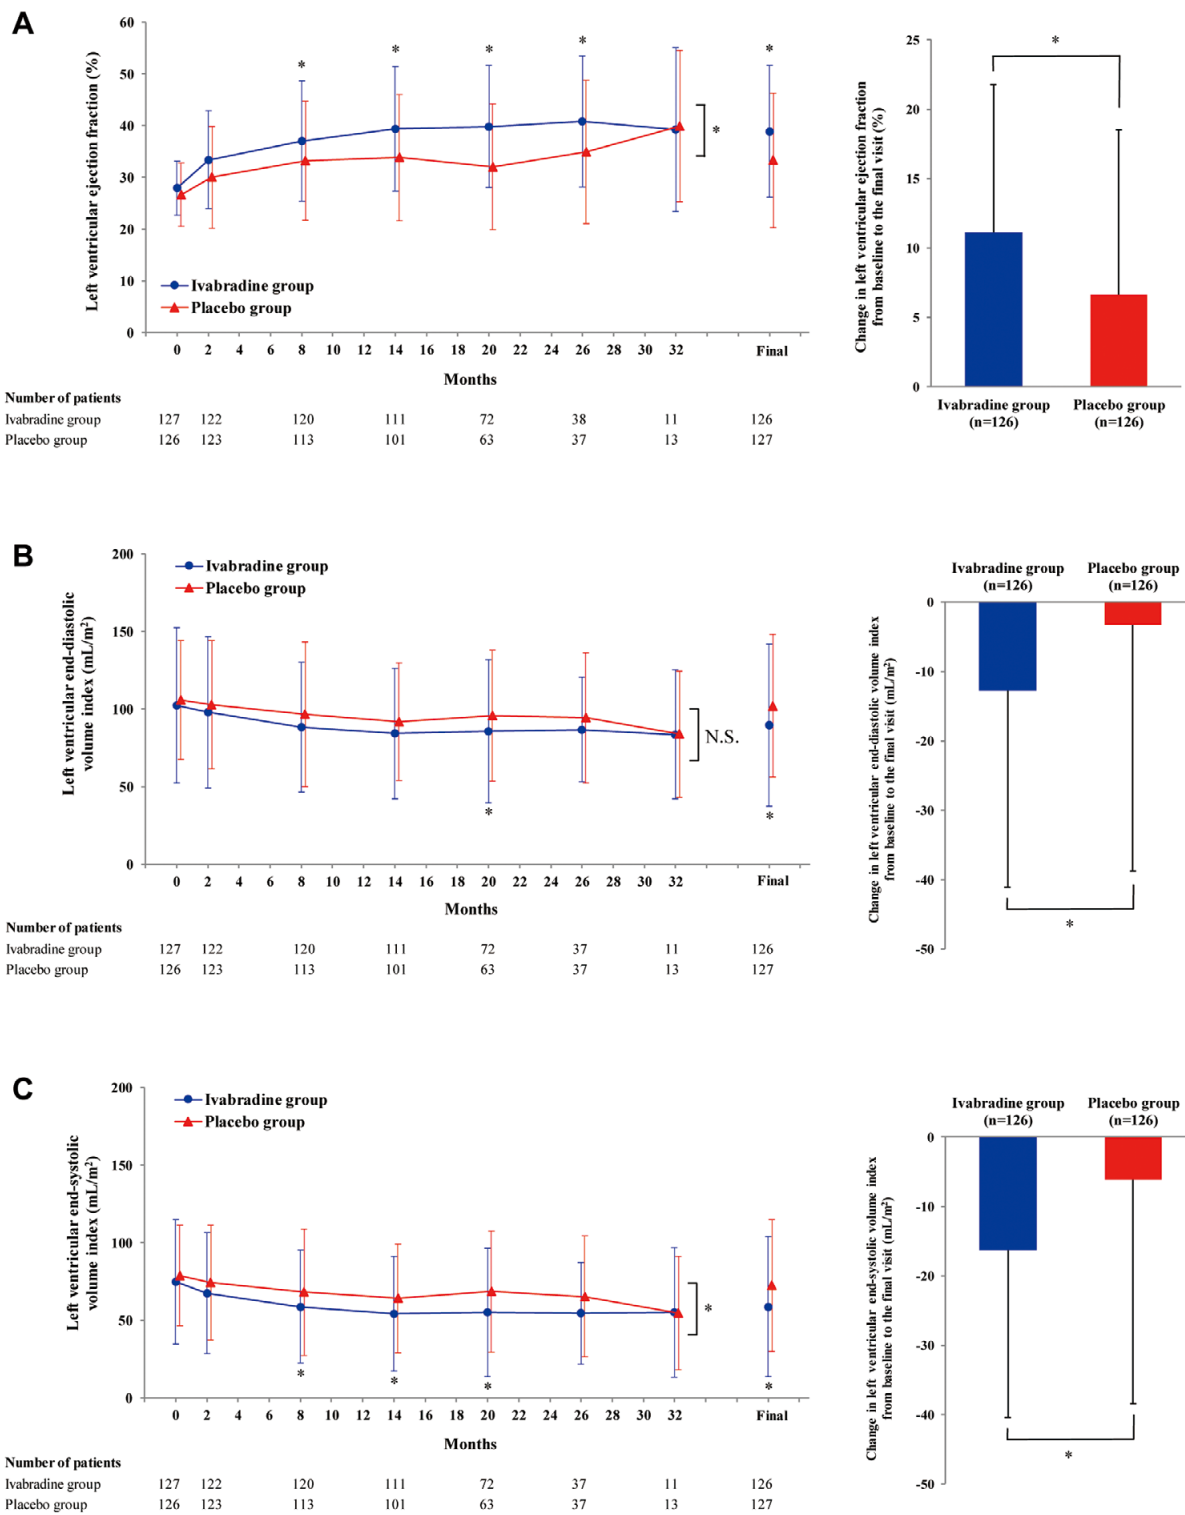 A
60
50
40
30
20
10
0
Left ventricular ejection fraction (%)
* * * * *
*
Ivabradine group
Placebo group
0 2 4 6 8 10 12 14 16 18 20 22 24 26 28 30 32 Final
Months
Number of patients
Ivabradine group 127 122 120 111 72 38 11 126
Placebo group 126 123 113 101 63 37 13 127
25
20
15
10
5
0
Change in left ventricular ejection fraction
from baseline to the final visit (%)
*
Ivabradine group Placebo group
(n=126) (n=126)
B
200
150
100
50
0
Left ventricular end-diastolic
volume index (mL/m²)
Ivabradine group
Placebo group
N.S.
* *
0 2 4 6 8 10 12 14 16 18 20 22 24 26 28 30 32 Final
Months
Number of patients
Ivabradine group 127 122 120 111 72 37 11 126
Placebo group 126 123 113 101 63 37 13 127
Ivabradine group Placebo group
(n=126) (n=126)
0
-10
-20
-30
-40
-50
Change in left ventricular end-diastolic volume index
from baseline to the final visit (mL/m²)
*
C
200
150
100
50
0
Left ventricular end-systolic
volume index (mL/m²)
Ivabradine group
Placebo group
*
* * * *
0 2 4 6 8 10 12 14 16 18 20 22 24 26 28 30 32 Final
Months
Number of patients
Ivabradine group 127 122 120 111 72 37 11 126
Placebo group 126 123 113 101 63 37 13 127
Ivabradine group Placebo group
(n=126) (n=126)
0
-10
-20
-30
-40
-50
Change in left ventricular end-systolic volume index
from baseline to the final visit (mL/m²)
*